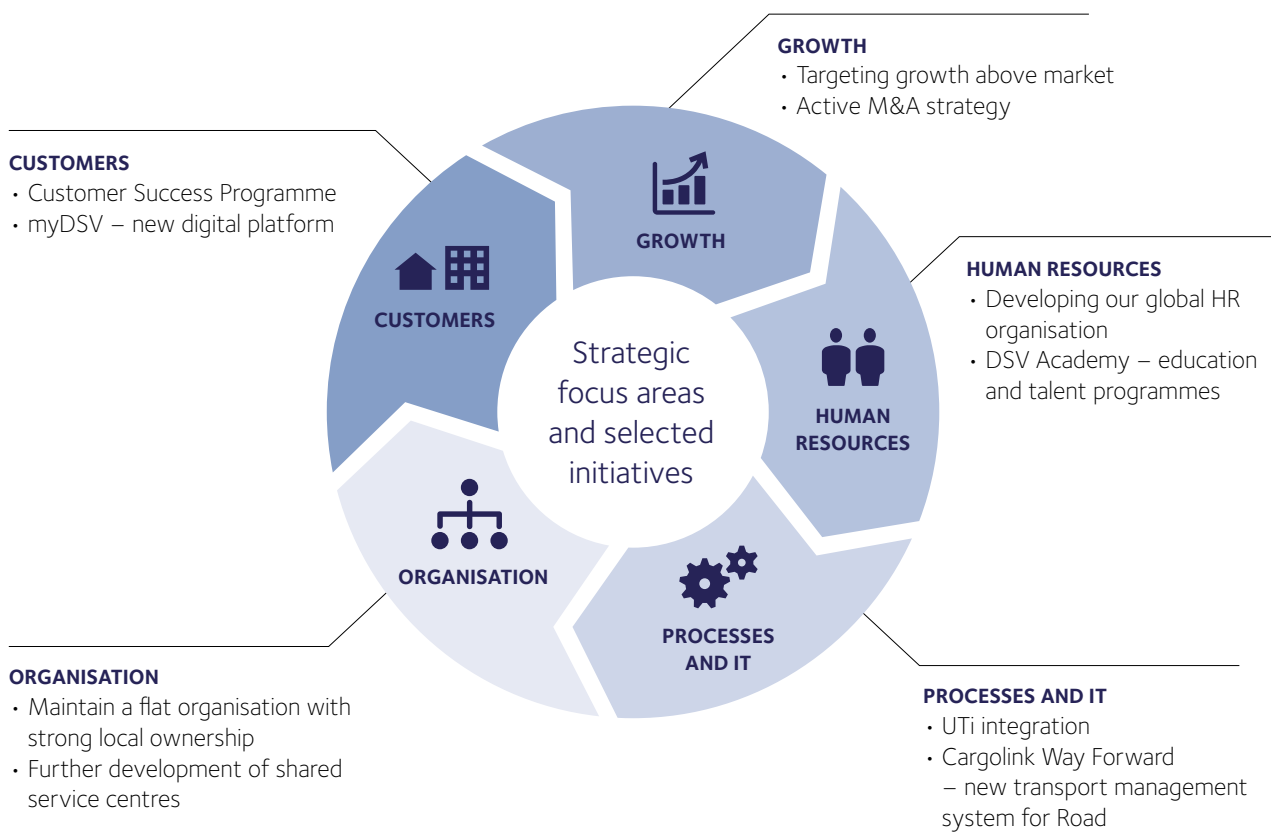 GROWTH
• Targeting growth above market
• Active M&A strategy
CUSTOMERS
• Customer Success Programme
• myDSV – new digital platform
HUMAN RESOURCES
• Developing our global HR
organisation
• DSV Academy – education
and talent programmes
GROWTH
CUSTOMERS
HUMAN
RESOURCES
Strategic
focus areas
and selected
initiatives
ORGANISATION
PROCESSES
AND IT
ORGANISATION
• Maintain a flat organisation with
strong local ownership
• Further development of shared
service centres
PROCESSES AND IT
• UTi integration
• Cargolink Way Forward
– new transport management
system for Road